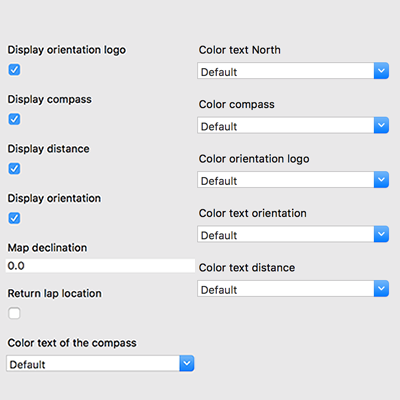 Display orientation logo
Display compass
Display distance
Display orientation
Map declination
0.0
Return lap location
Color text of the compass
Default
Color text North
Default
Color compass
Default
Color orientation logo
Default
Color text orientation
Default
Color text distance
Default